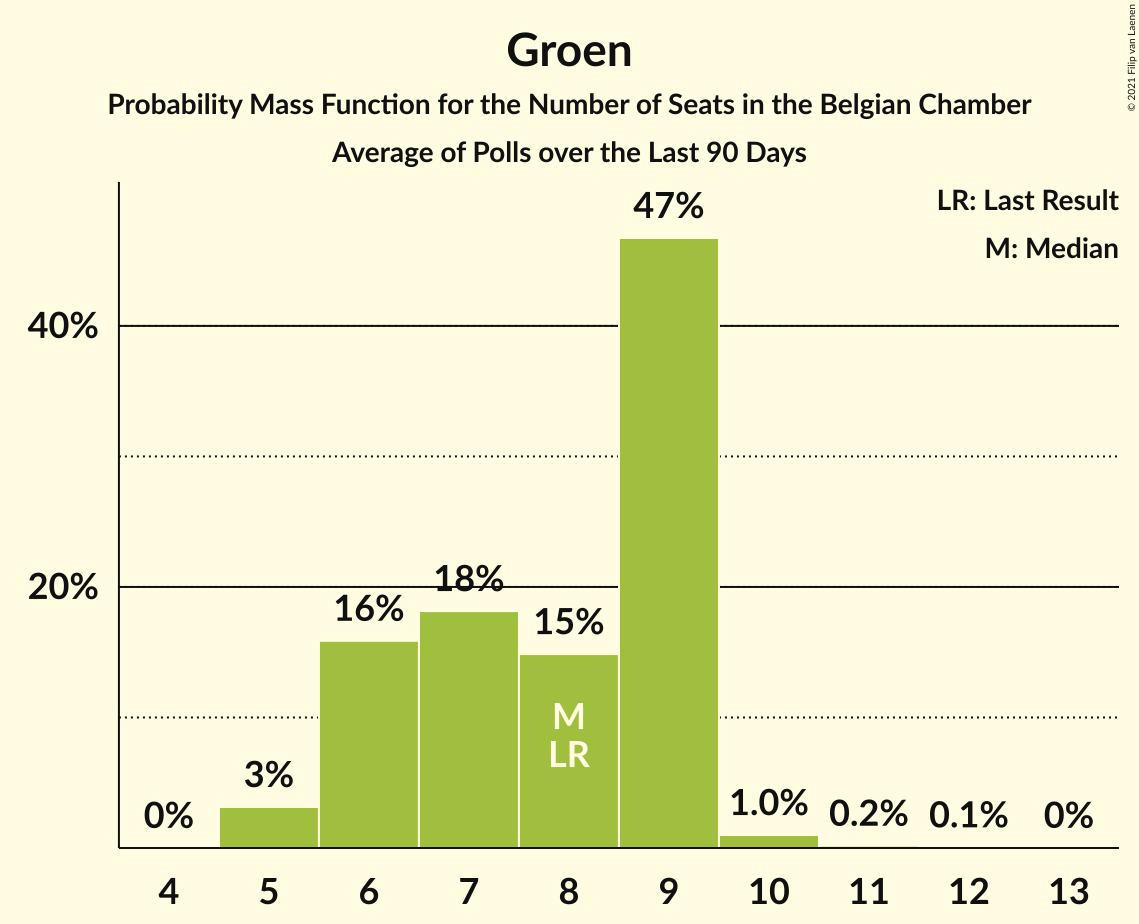 Groen
Probability Mass Function for the Number of Seats in the Belgian Chamber
Average of Polls over the Last 90 Days
© 2021 Filip van Laenen
LR: Last Result
M: Median
47%
40%
20%
18%
16%
15%
M
LR
3%
0%
1.0%
0.2%
0.1%
0%
4 5 6 7 8 9 10 11 12 13